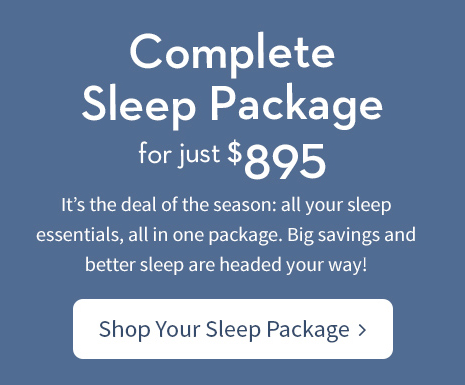 Complete
Sleep Package
for just $895
It’s the deal of the season: all your sleep
essentials, all in one package. Big savings and
better sleep are headed your way!
Shop Your Sleep Package >